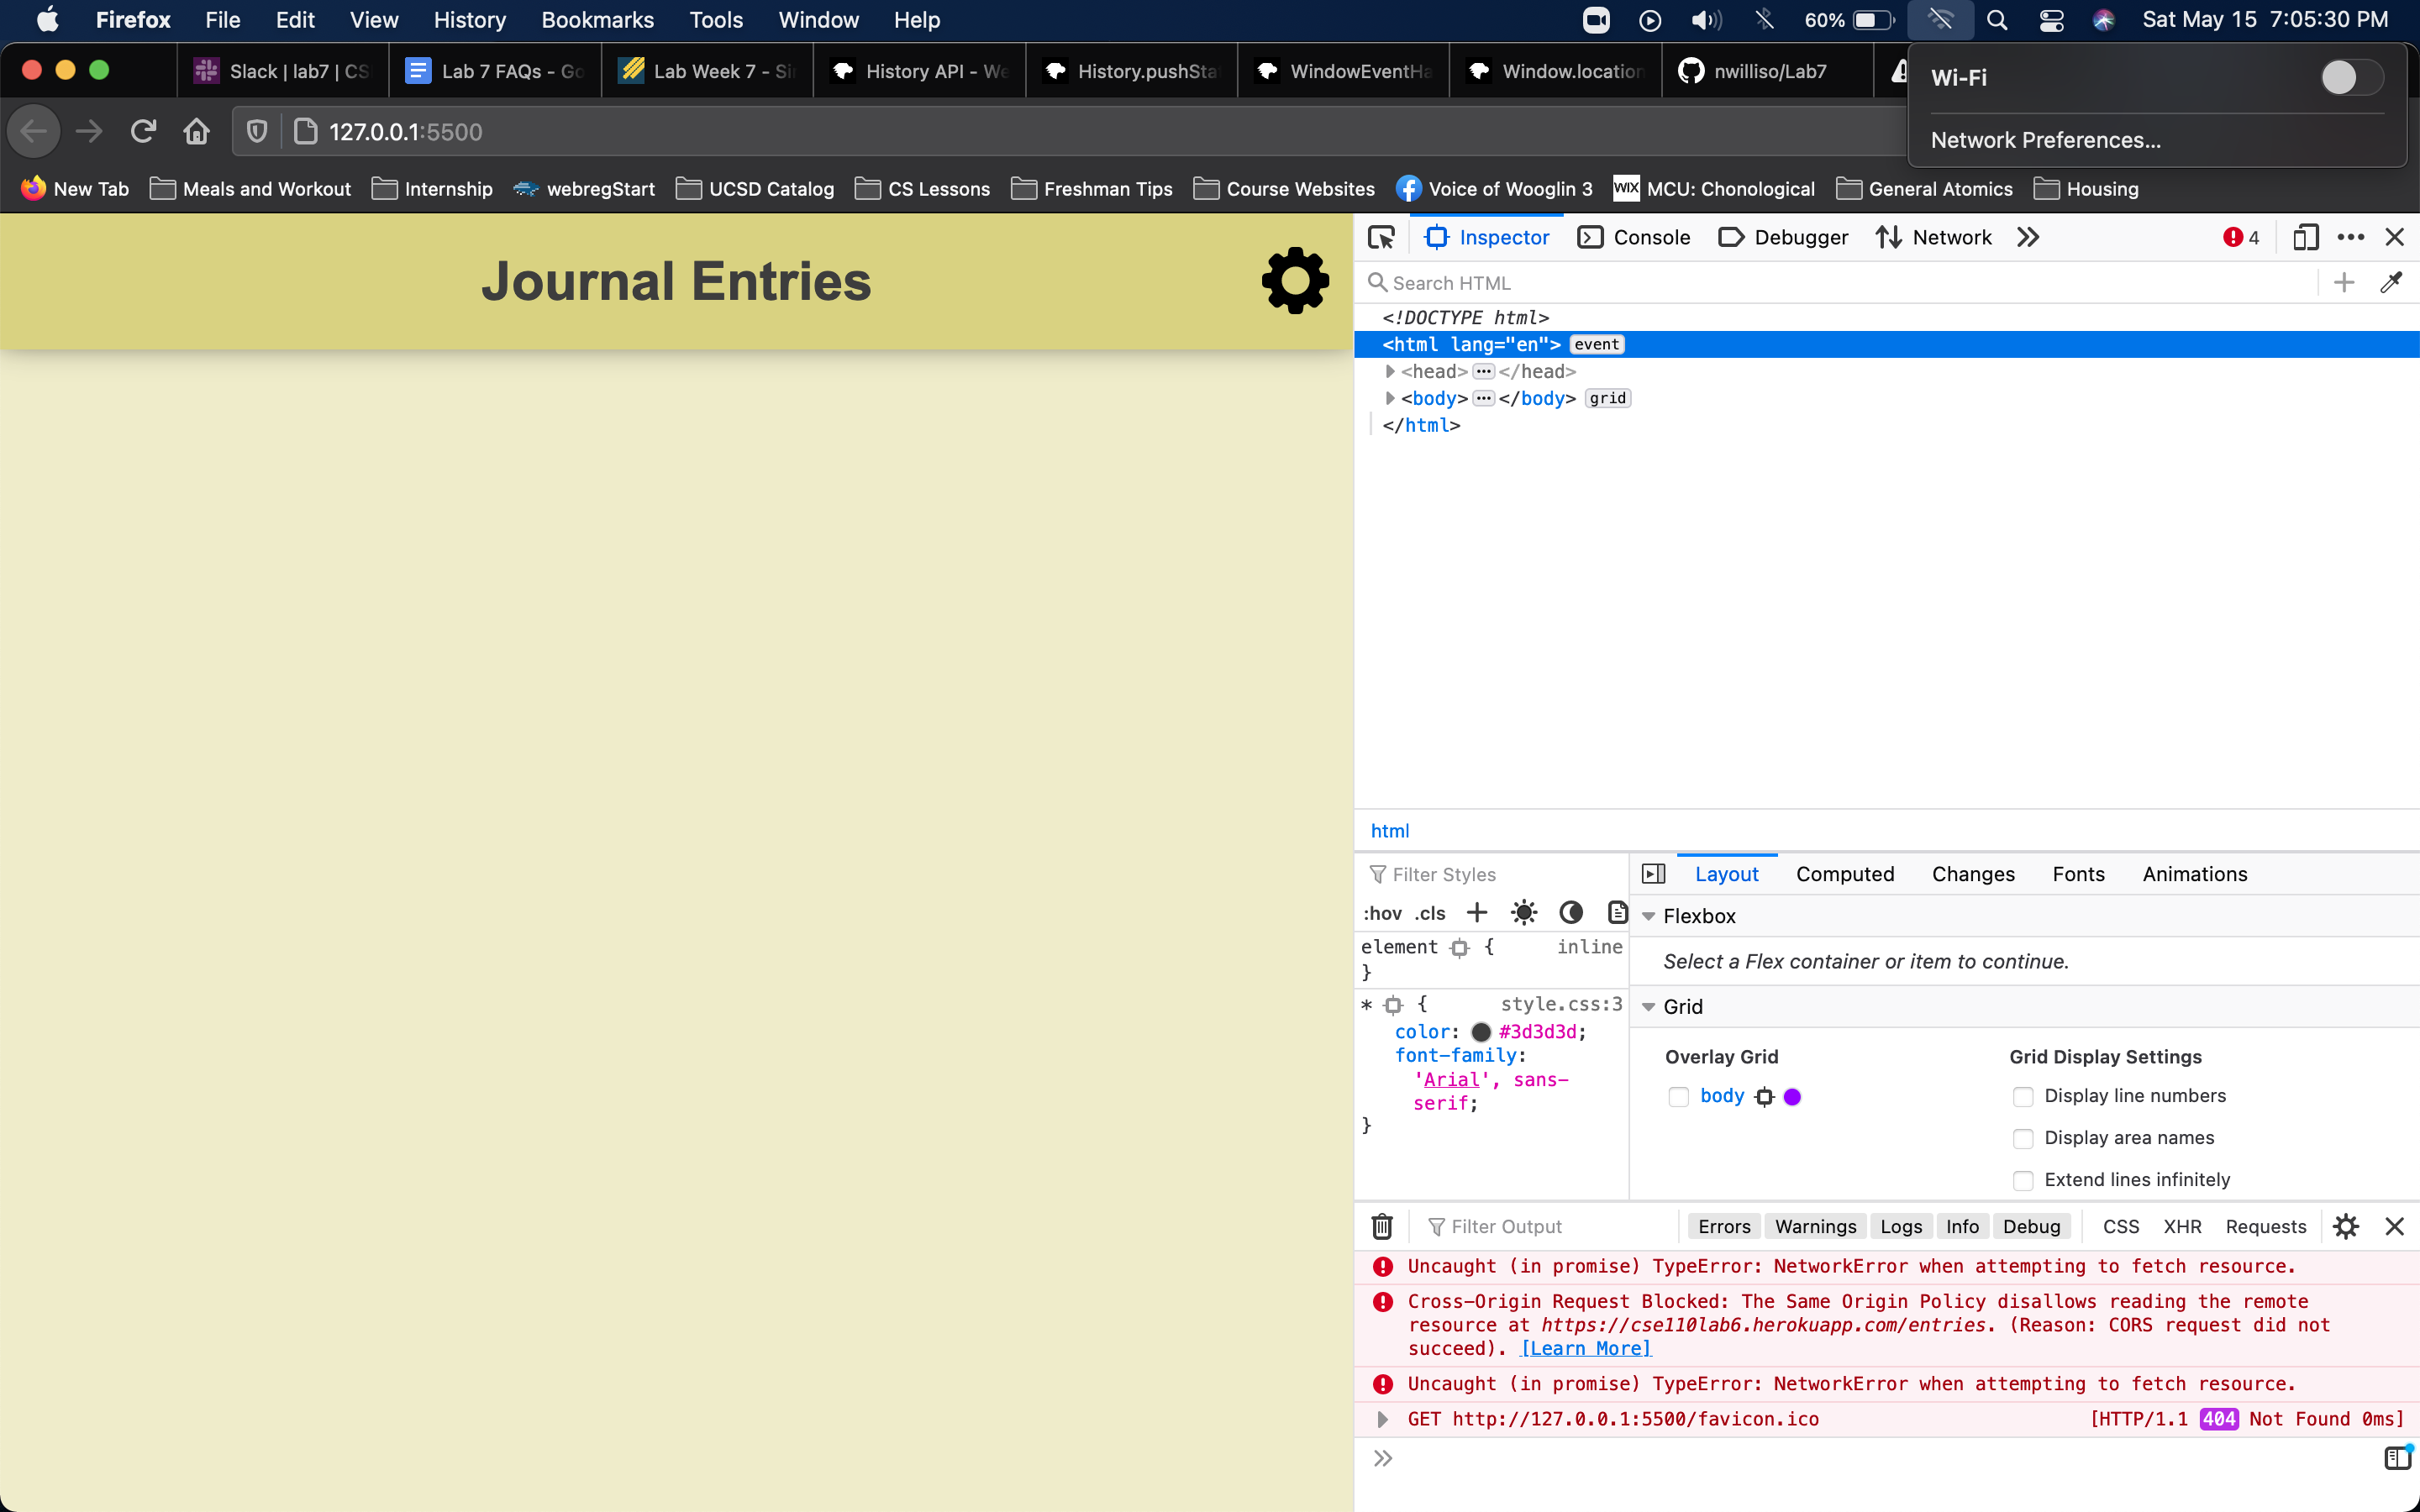 Firefox File Edit View History Bookmarks Tools Window Help 60% Sat May 15 7:05:30 PM
Slack | lab7 | CS Lab 7 FAQs - Go Lab Week 7 - Si History API - We History.pushSta WindowEventHa Window.location nwilliso/Lab7
Wi-Fi
127.0.0.1:5500
Network Preferences...
New Tab Meals and Workout Internship webregStart UCSD Catalog CS Lessons Freshman Tips Course Websites Voice of Wooglin 3 WIX MCU: Chonological General Atomics Housing
Journal Entries
Inspector Console Debugger Network 4
Search HTML
<!DOCTYPE html>
<html lang="en"> event
<head> ··· </head>
<body> ··· </body> grid
</html>
html
Filter Styles
Layout Computed Changes Fonts Animations
:hov .cls
Flexbox
element { inline
}
Select a Flex container or item to continue.
* { style.css:3
color: #3d3d3d;
font-family:
'Arial', sans-
serif;
}
Grid
Overlay Grid
body
Grid Display Settings
Display line numbers
Display area names
Extend lines infinitely
Filter Output Errors Warnings Logs Info Debug CSS XHR Requests
Uncaught (in promise) TypeError: NetworkError when attempting to fetch resource.
Cross-Origin Request Blocked: The Same Origin Policy disallows reading the remote
resource at https://cse110lab6.herokuapp.com/entries. (Reason: CORS request did not
succeed). [Learn More]
Uncaught (in promise) TypeError: NetworkError when attempting to fetch resource.
GET http://127.0.0.1:5500/favicon.ico [HTTP/1.1 404 Not Found 0ms]